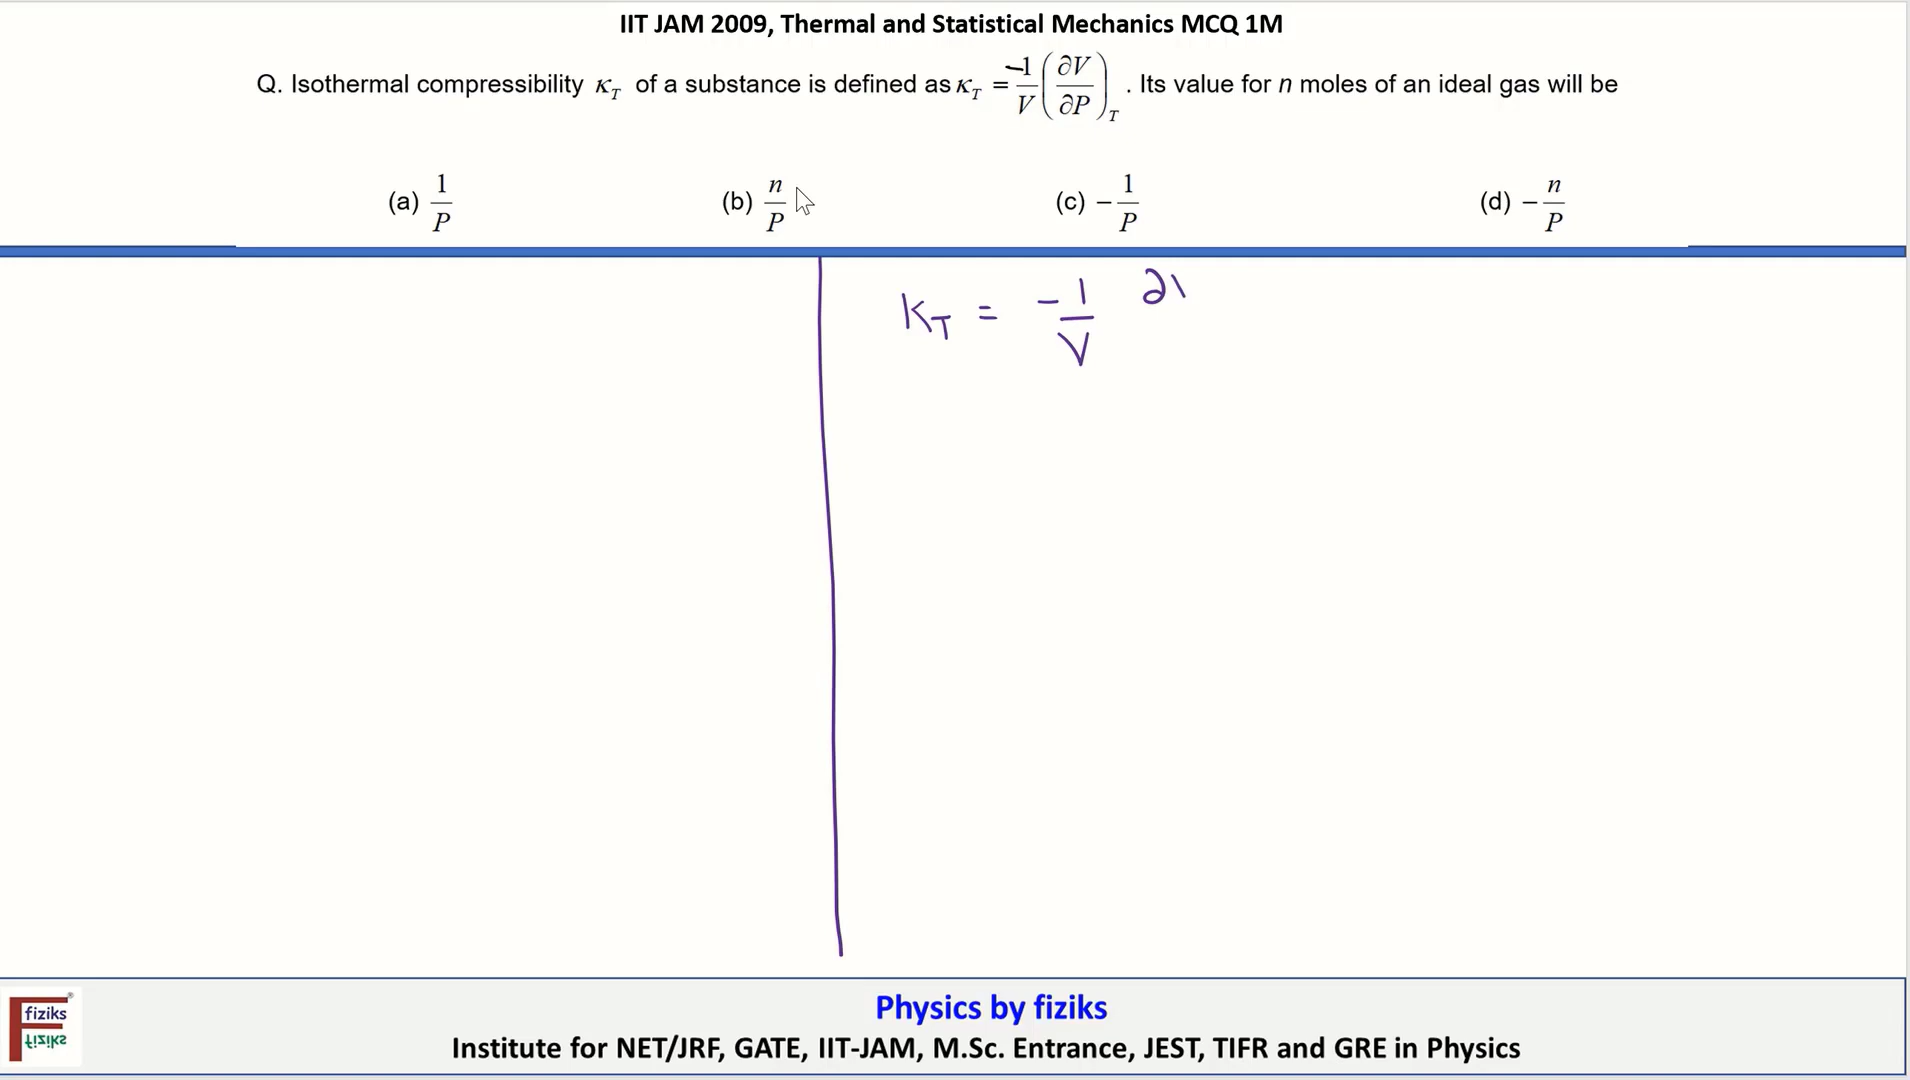 IIT JAM 2009, Thermal and Statistical Mechanics MCQ 1M
Q. Isothermal compressibility κ_T of a substance is defined as κ_T = -1/V (∂V/∂P)_T . Its value for n moles of an ideal gas will be
(a) 1/P (b) n/P (c) − 1/P (d) − n/P
K_T = -1/V ∂\
fiziks
Physics by fiziks
Institute for NET/JRF, GATE, IIT-JAM, M.Sc. Entrance, JEST, TIFR and GRE in Physics